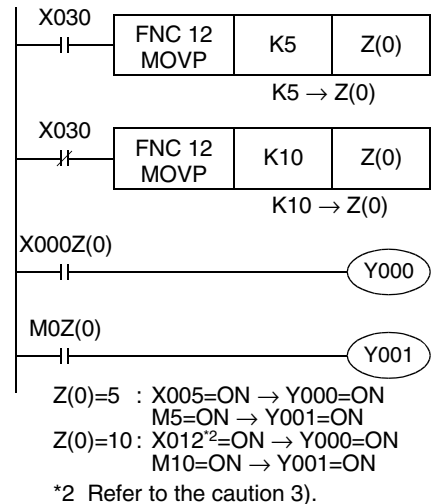 X030
FNC 12
MOVP
K5
Z(0)
K5 → Z(0)
X030
FNC 12
MOVP
K10
Z(0)
K10 → Z(0)
X000Z(0)
Y000
M0Z(0)
Y001
Z(0)=5 : X005=ON → Y000=ON
M5=ON → Y001=ON
Z(0)=10 : X012*2=ON → Y000=ON
M10=ON → Y001=ON
*2 Refer to the caution 3).